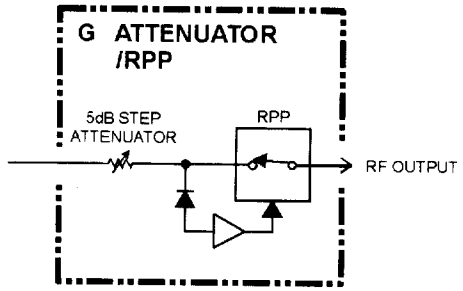 G ATTENUATOR
/RPP
5dB STEP
ATTENUATOR
RPP
RF OUTPUT